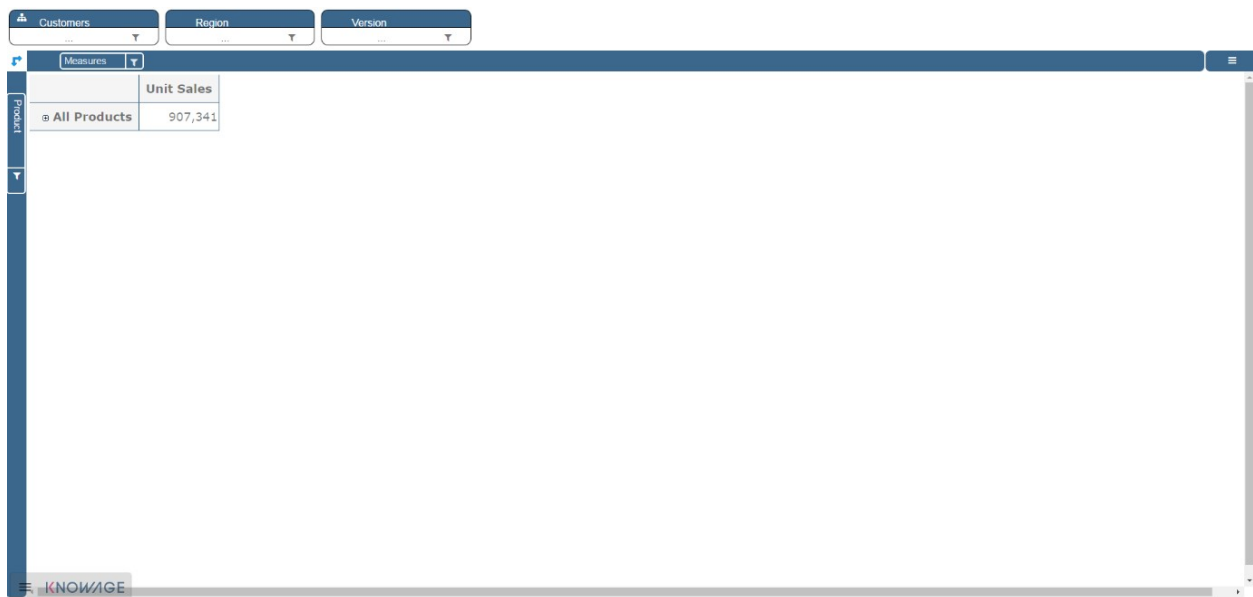 Customers
...
Region
...
Version
...
Measures
Product
Unit Sales
All Products 907,341
KNOWAGE